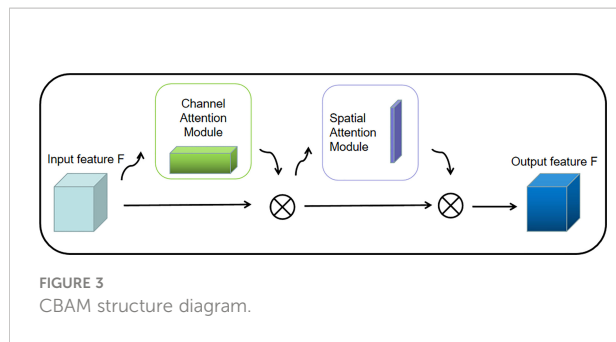 Channel
Attention
Module
Spatial
Attention
Module
Input feature F
Output feature F
FIGURE 3
CBAM structure diagram.